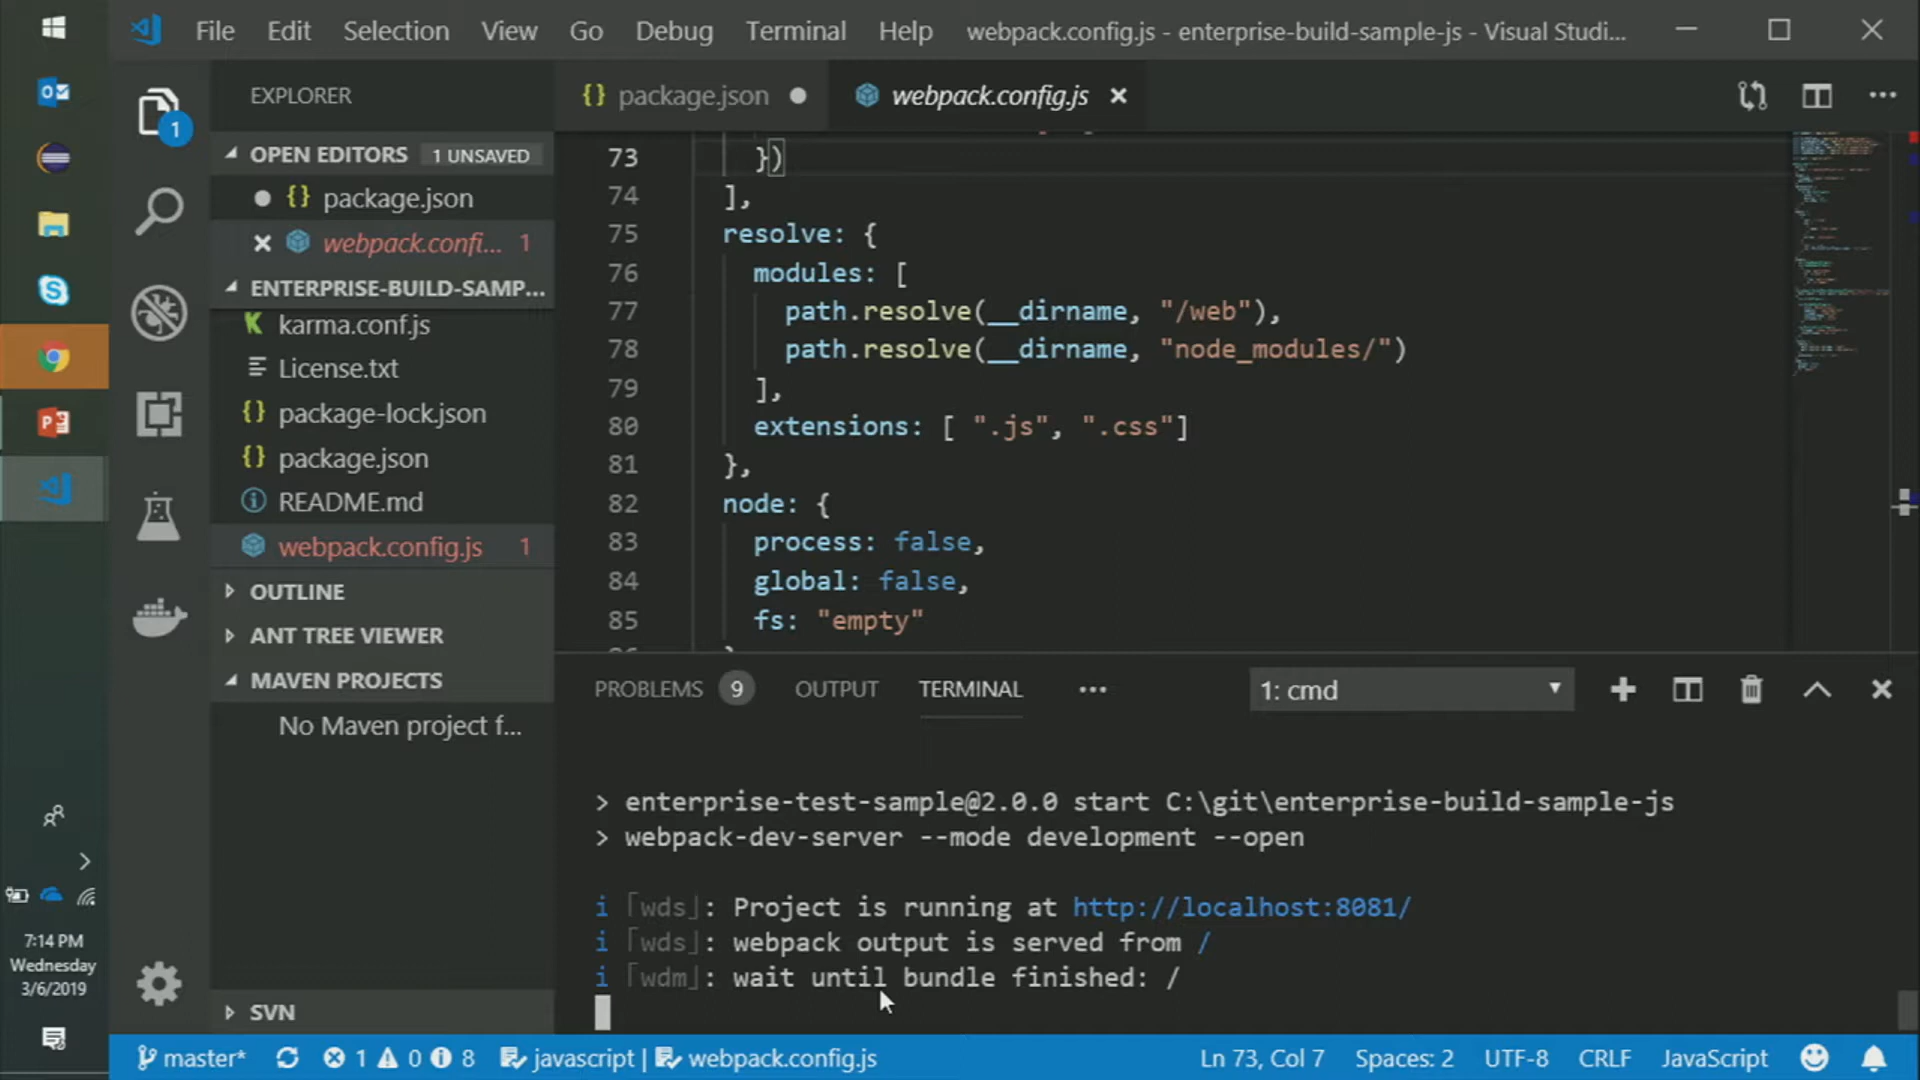 File Edit Selection View Go Debug Terminal Help webpack.config.js - enterprise-build-sample-js - Visual Studi...
EXPLORER
1
OPEN EDITORS 1 UNSAVED
{} package.json
webpack.confi... 1
ENTERPRISE-BUILD-SAMP...
karma.conf.js
License.txt
{} package-lock.json
{} package.json
README.md
webpack.config.js 1
OUTLINE
ANT TREE VIEWER
MAVEN PROJECTS
No Maven project f...
SVN
{} package.json
webpack.config.js
73 })
74 ],
75 resolve: {
76 modules: [
77 path.resolve(__dirname, "/web"),
78 path.resolve(__dirname, "node_modules/")
79 ],
80 extensions: [ ".js", ".css"]
81 },
82 node: {
83 process: false,
84 global: false,
85 fs: "empty"
PROBLEMS 9 OUTPUT TERMINAL ... 1: cmd
> enterprise-test-sample@2.0.0 start C:\git\enterprise-build-sample-js
> webpack-dev-server --mode development --open
i ｢wds｣: Project is running at http://localhost:8081/
i ｢wds｣: webpack output is served from /
i ｢wdm｣: wait until bundle finished: /
7:14 PM
Wednesday
3/6/2019
master* 1 0 8 javascript | webpack.config.js Ln 73, Col 7 Spaces: 2 UTF-8 CRLF JavaScript